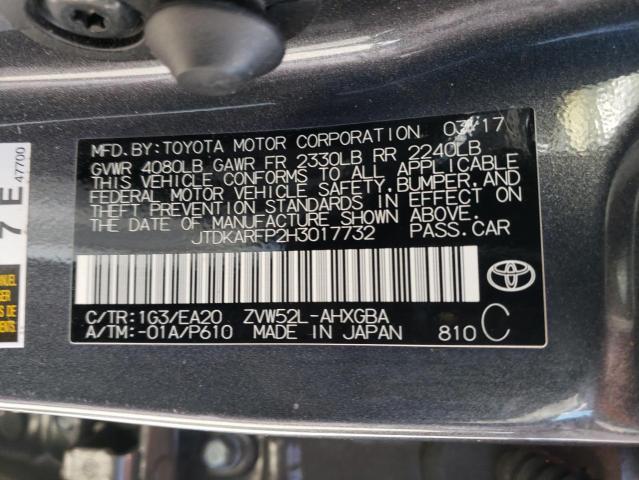 MFD. BY: TOYOTA MOTOR CORPORATION 03/17
GVWR 4080LB GAWR FR 2330LB RR 2240LB
THIS VEHICLE CONFORMS TO ALL APPLICABLE
FEDERAL MOTOR VEHICLE SAFETY, BUMPER, AND
THEFT PREVENTION STANDARDS IN EFFECT ON
THE DATE OF MANUFACTURE SHOWN ABOVE.
JTDKARFP2H3017732 PASS. CAR
C/TR: 1G3/EA20 ZVW52L-AHXGBA
A/TM: -01A/P610 MADE IN JAPAN 810 C
7 E
47700